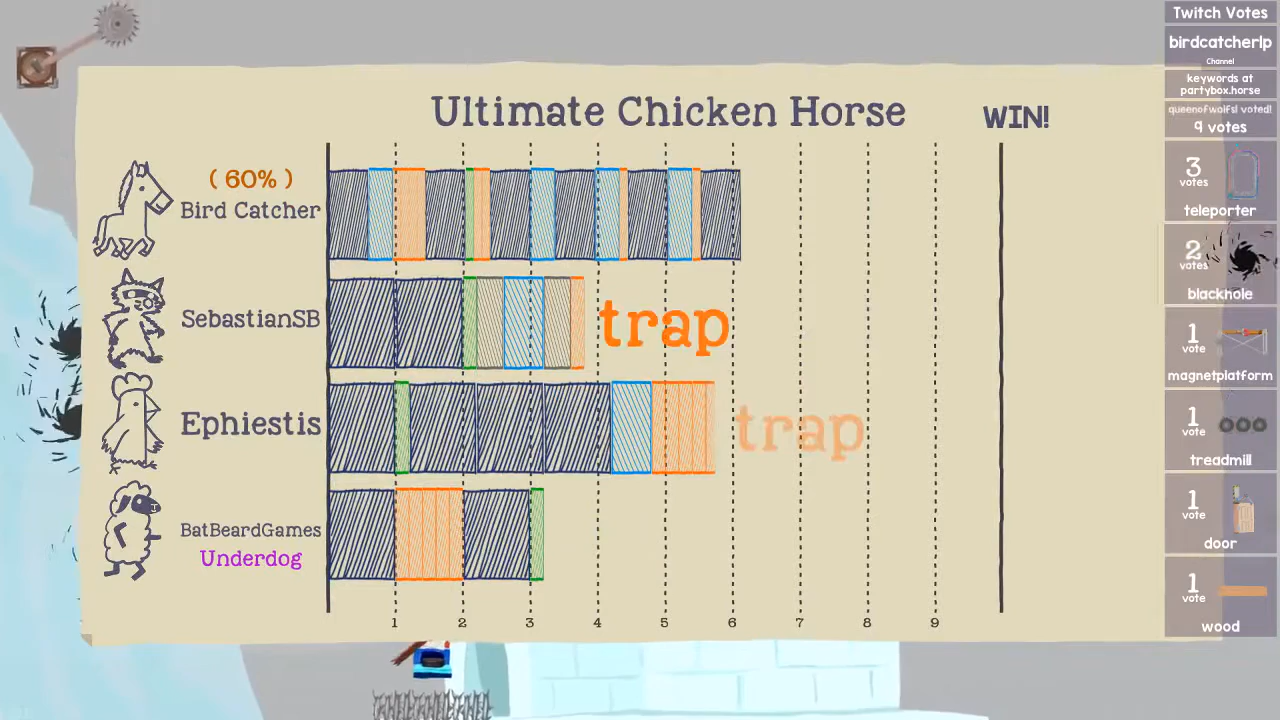 Ultimate Chicken Horse
WIN!
( 60% )
Bird Catcher
SebastianSB
trap
Ephiestis
trap
BatBeardGames
Underdog
1 2 3 4 5 6 7 8 9
Twitch Votes
birdcatcherlp
Channel
keywords at
partybox.horse
queenofwolfs1 voted!
9 votes
3
votes
teleporter
2
votes
blackhole
1
vote
magnetplatform
1
vote
treadmill
1
vote
door
1
vote
wood